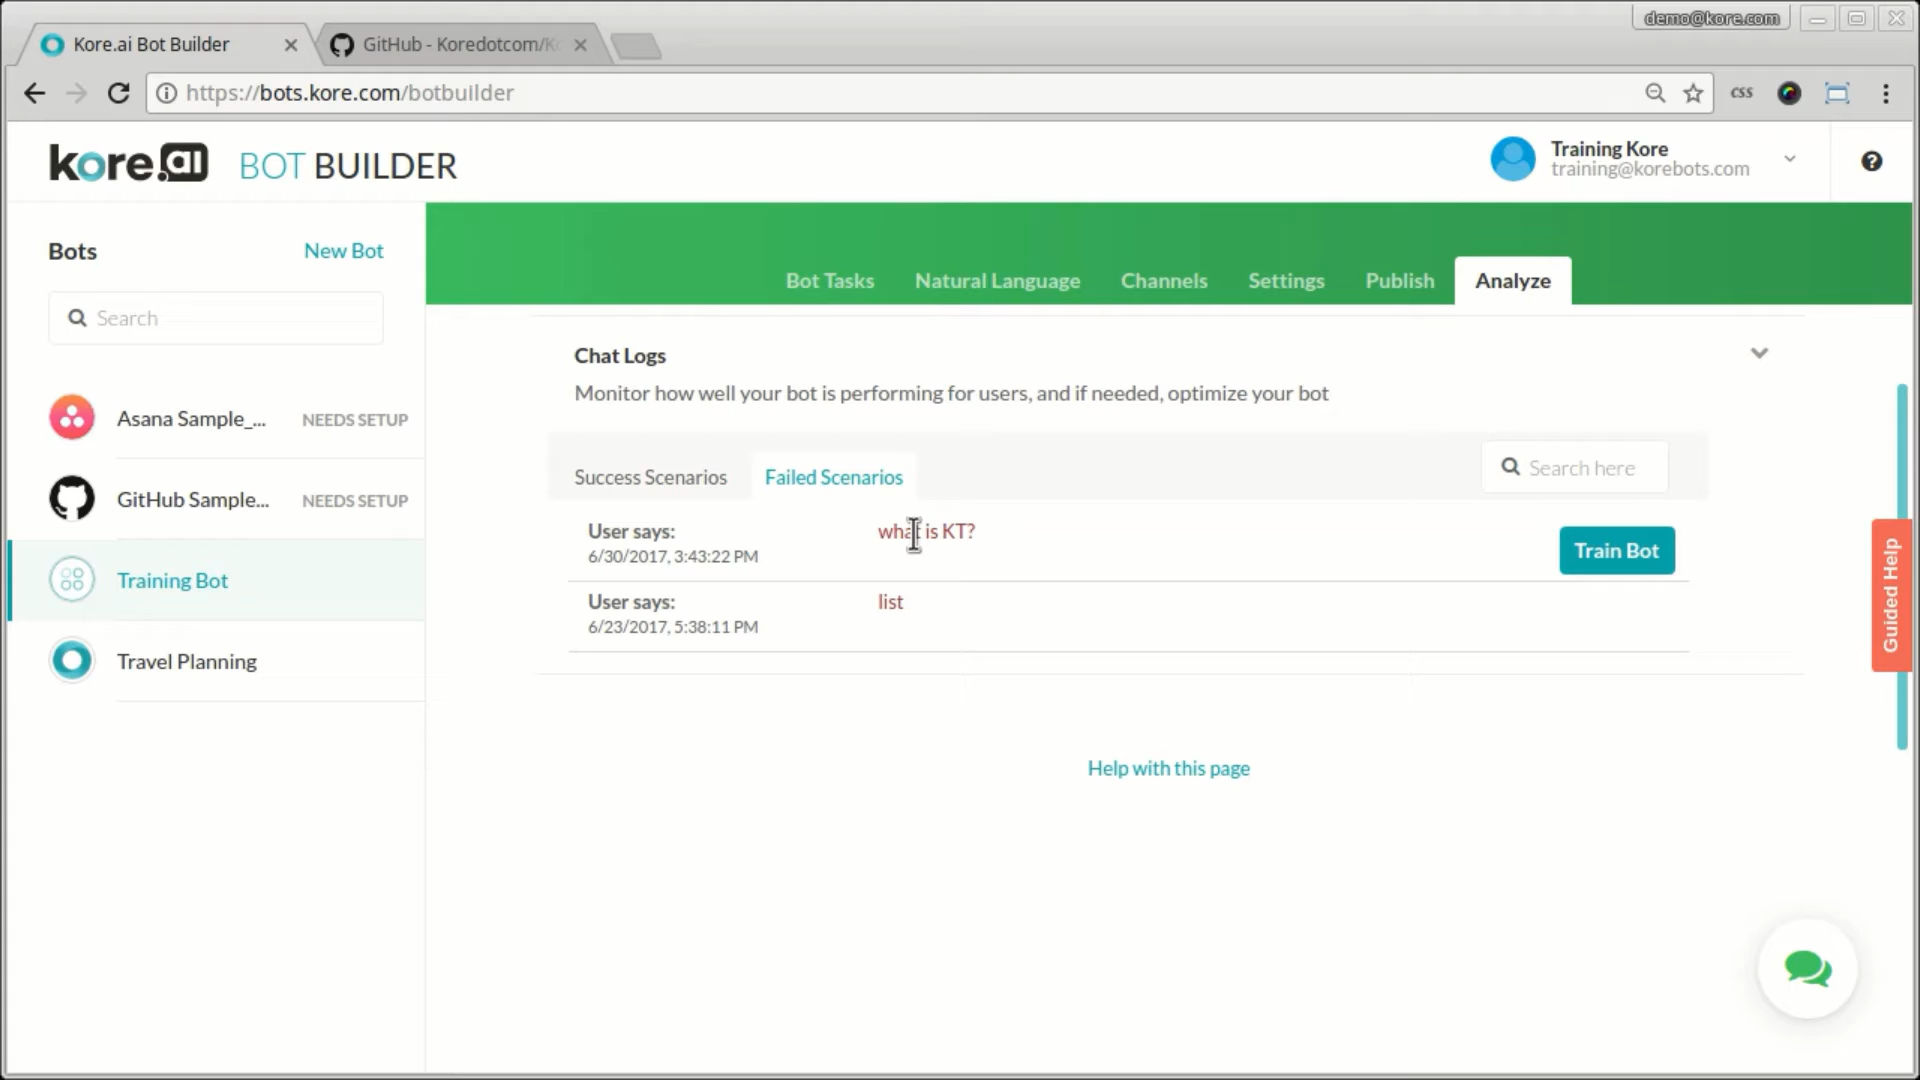 demo@kore.com
Kore.ai Bot Builder
GitHub - Koredotcom/K
https://bots.kore.com/botbuilder
css
kore.ai BOT BUILDER
Training Kore
training@korebots.com
Bots
New Bot
Search
Asana Sample_...
NEEDS SETUP
GitHub Sample...
NEEDS SETUP
Training Bot
Travel Planning
Bot Tasks
Natural Language
Channels
Settings
Publish
Analyze
Chat Logs
Monitor how well your bot is performing for users, and if needed, optimize your bot
Success Scenarios
Failed Scenarios
Search here
User says:
what is KT?
6/30/2017, 3:43:22 PM
Train Bot
User says:
list
6/23/2017, 5:38:11 PM
Guided Help
Help with this page